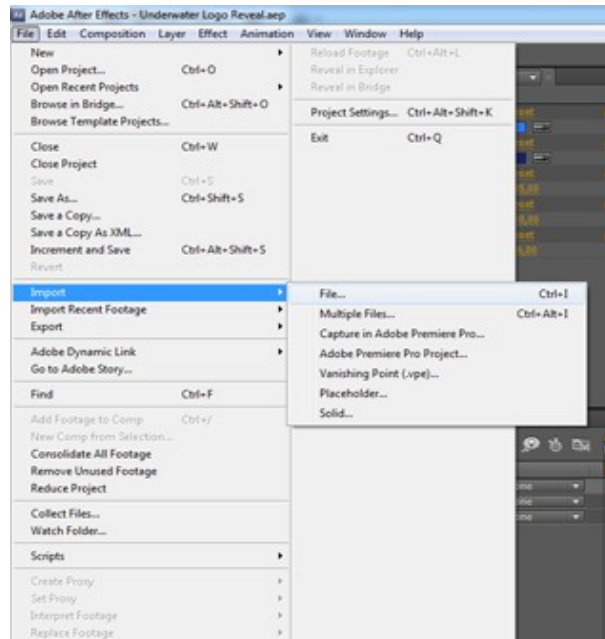 Adobe After Effects - Underwater Logo Reveal.aep
File Edit Composition Layer Effect Animation View Window Help
New
Open Project... Ctrl+O
Open Recent Projects
Browse in Bridge... Ctrl+Alt+Shift+O
Browse Template Projects...
Close Ctrl+W
Close Project
Save Ctrl+S
Save As... Ctrl+Shift+S
Save a Copy...
Save a Copy As XML...
Increment and Save Ctrl+Alt+Shift+S
Revert
Import
Import Recent Footage
Export
Adobe Dynamic Link
Go to Adobe Story...
Find Ctrl+F
Add Footage to Comp Ctrl+/
New Comp from Selection...
Consolidate All Footage
Remove Unused Footage
Reduce Project
Collect Files...
Watch Folder...
Scripts
Create Proxy
Set Proxy
Interpret Footage
Replace Footage
Reload Footage Ctrl+Alt+L
Reveal in Explorer
Reveal in Bridge
Project Settings... Ctrl+Alt+Shift+K
Exit Ctrl+Q
File... Ctrl+I
Multiple Files... Ctrl+Alt+I
Capture in Adobe Premiere Pro...
Adobe Premiere Pro Project...
Vanishing Point (.vpe)...
Placeholder...
Solid...